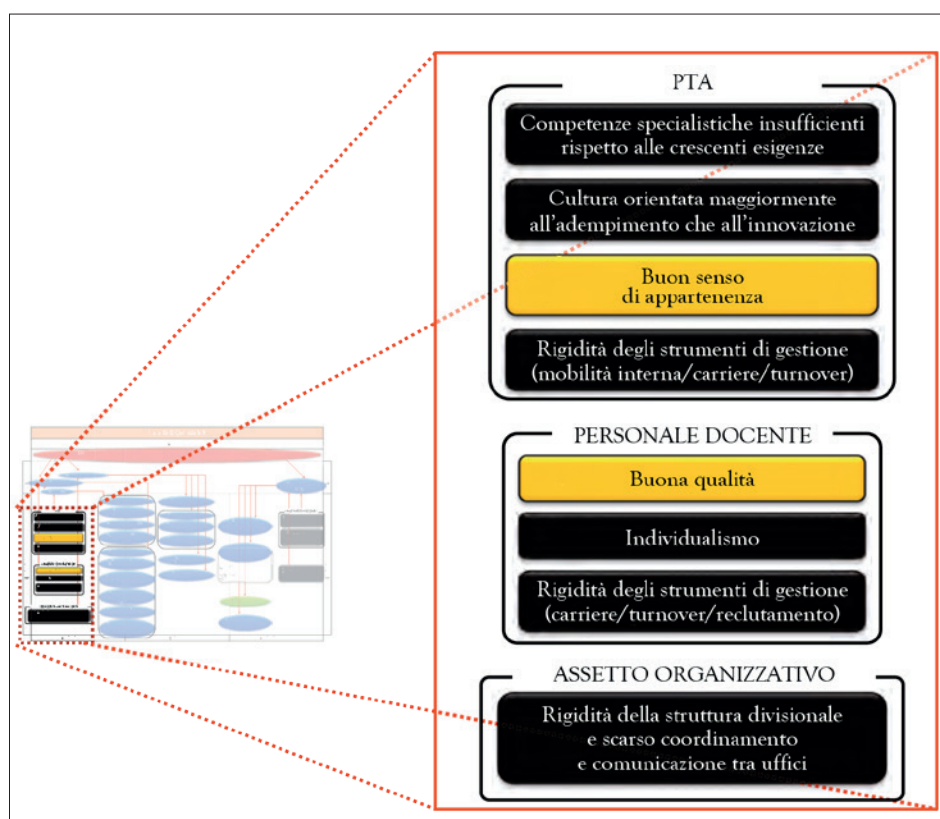 PTA
Competenze specialistiche insufficienti
rispetto alle crescenti esigenze
Cultura orientata maggiormente
all'adempimento che all'innovazione
Buon senso
di appartenenza
Rigidità degli strumenti di gestione
(mobilità interna/carriere/turnover)
PERSONALE DOCENTE
Buona qualità
Individualismo
Rigidità degli strumenti di gestione
(carriere/turnover/reclutamento)
ASSETTO ORGANIZZATIVO
Rigidità della struttura divisionale
e scarso coordinamento
e comunicazione tra uffici